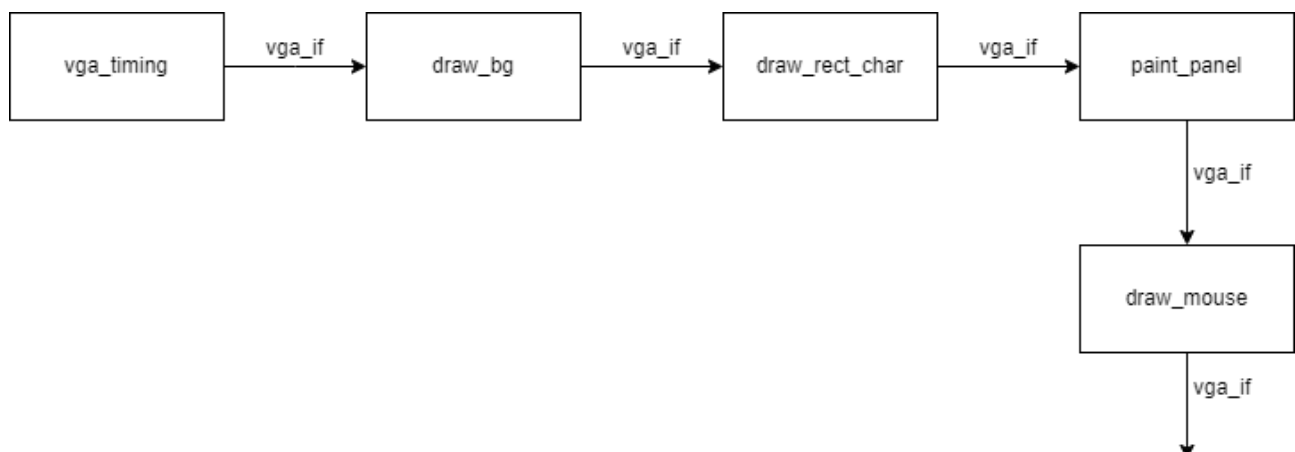 vga_timing
vga_if
draw_bg
vga_if
draw_rect_char
vga_if
paint_panel
vga_if
draw_mouse
vga_if